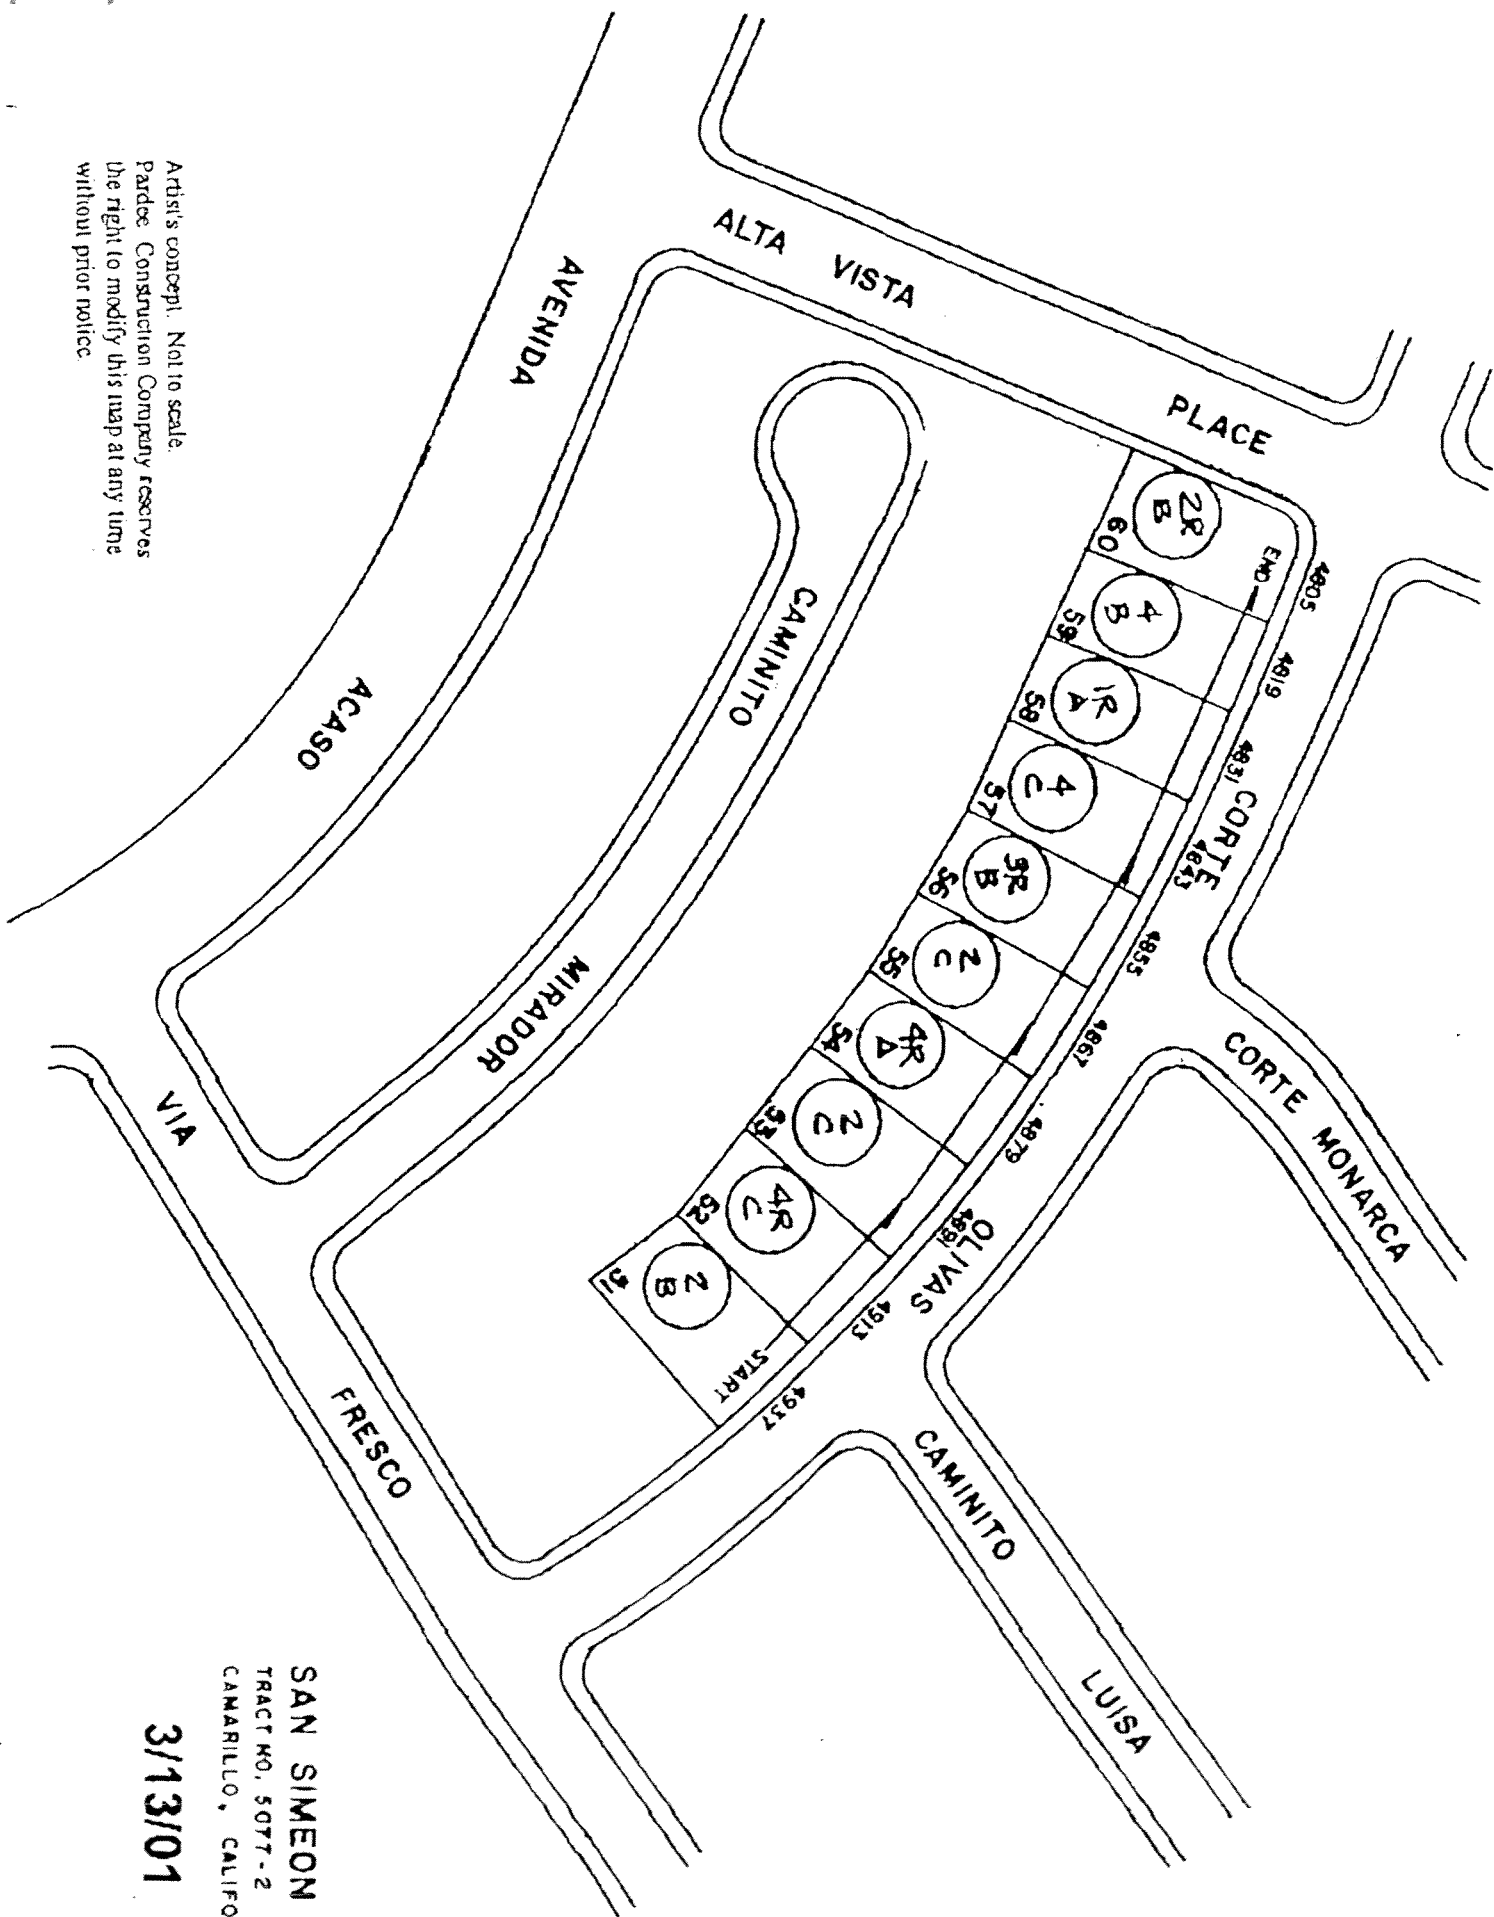 ALTA VISTA PLACE
AVENIDA ACASO
CAMINITO MIRADOR
VIA FRESCO
CORTE OLIVAS
CORTE MONARCA
CAMINITO LUISA
2R
B
60
END
4805
4
B
59
4819
1R
A
58
4831
4
C
57
4843
3R
B
56
4855
2
C
55
4867
4R
A
54
4879
2
C
53
4891
4R
C
52
4913
2
B
51
START
4937
Artist's concept. Not to scale.
Pardee Construction Company reserves
the right to modify this map at any time
without prior notice.
SAN SIMEON
TRACT NO. 5077-2
CAMARILLO, CALIFO
3/13/01